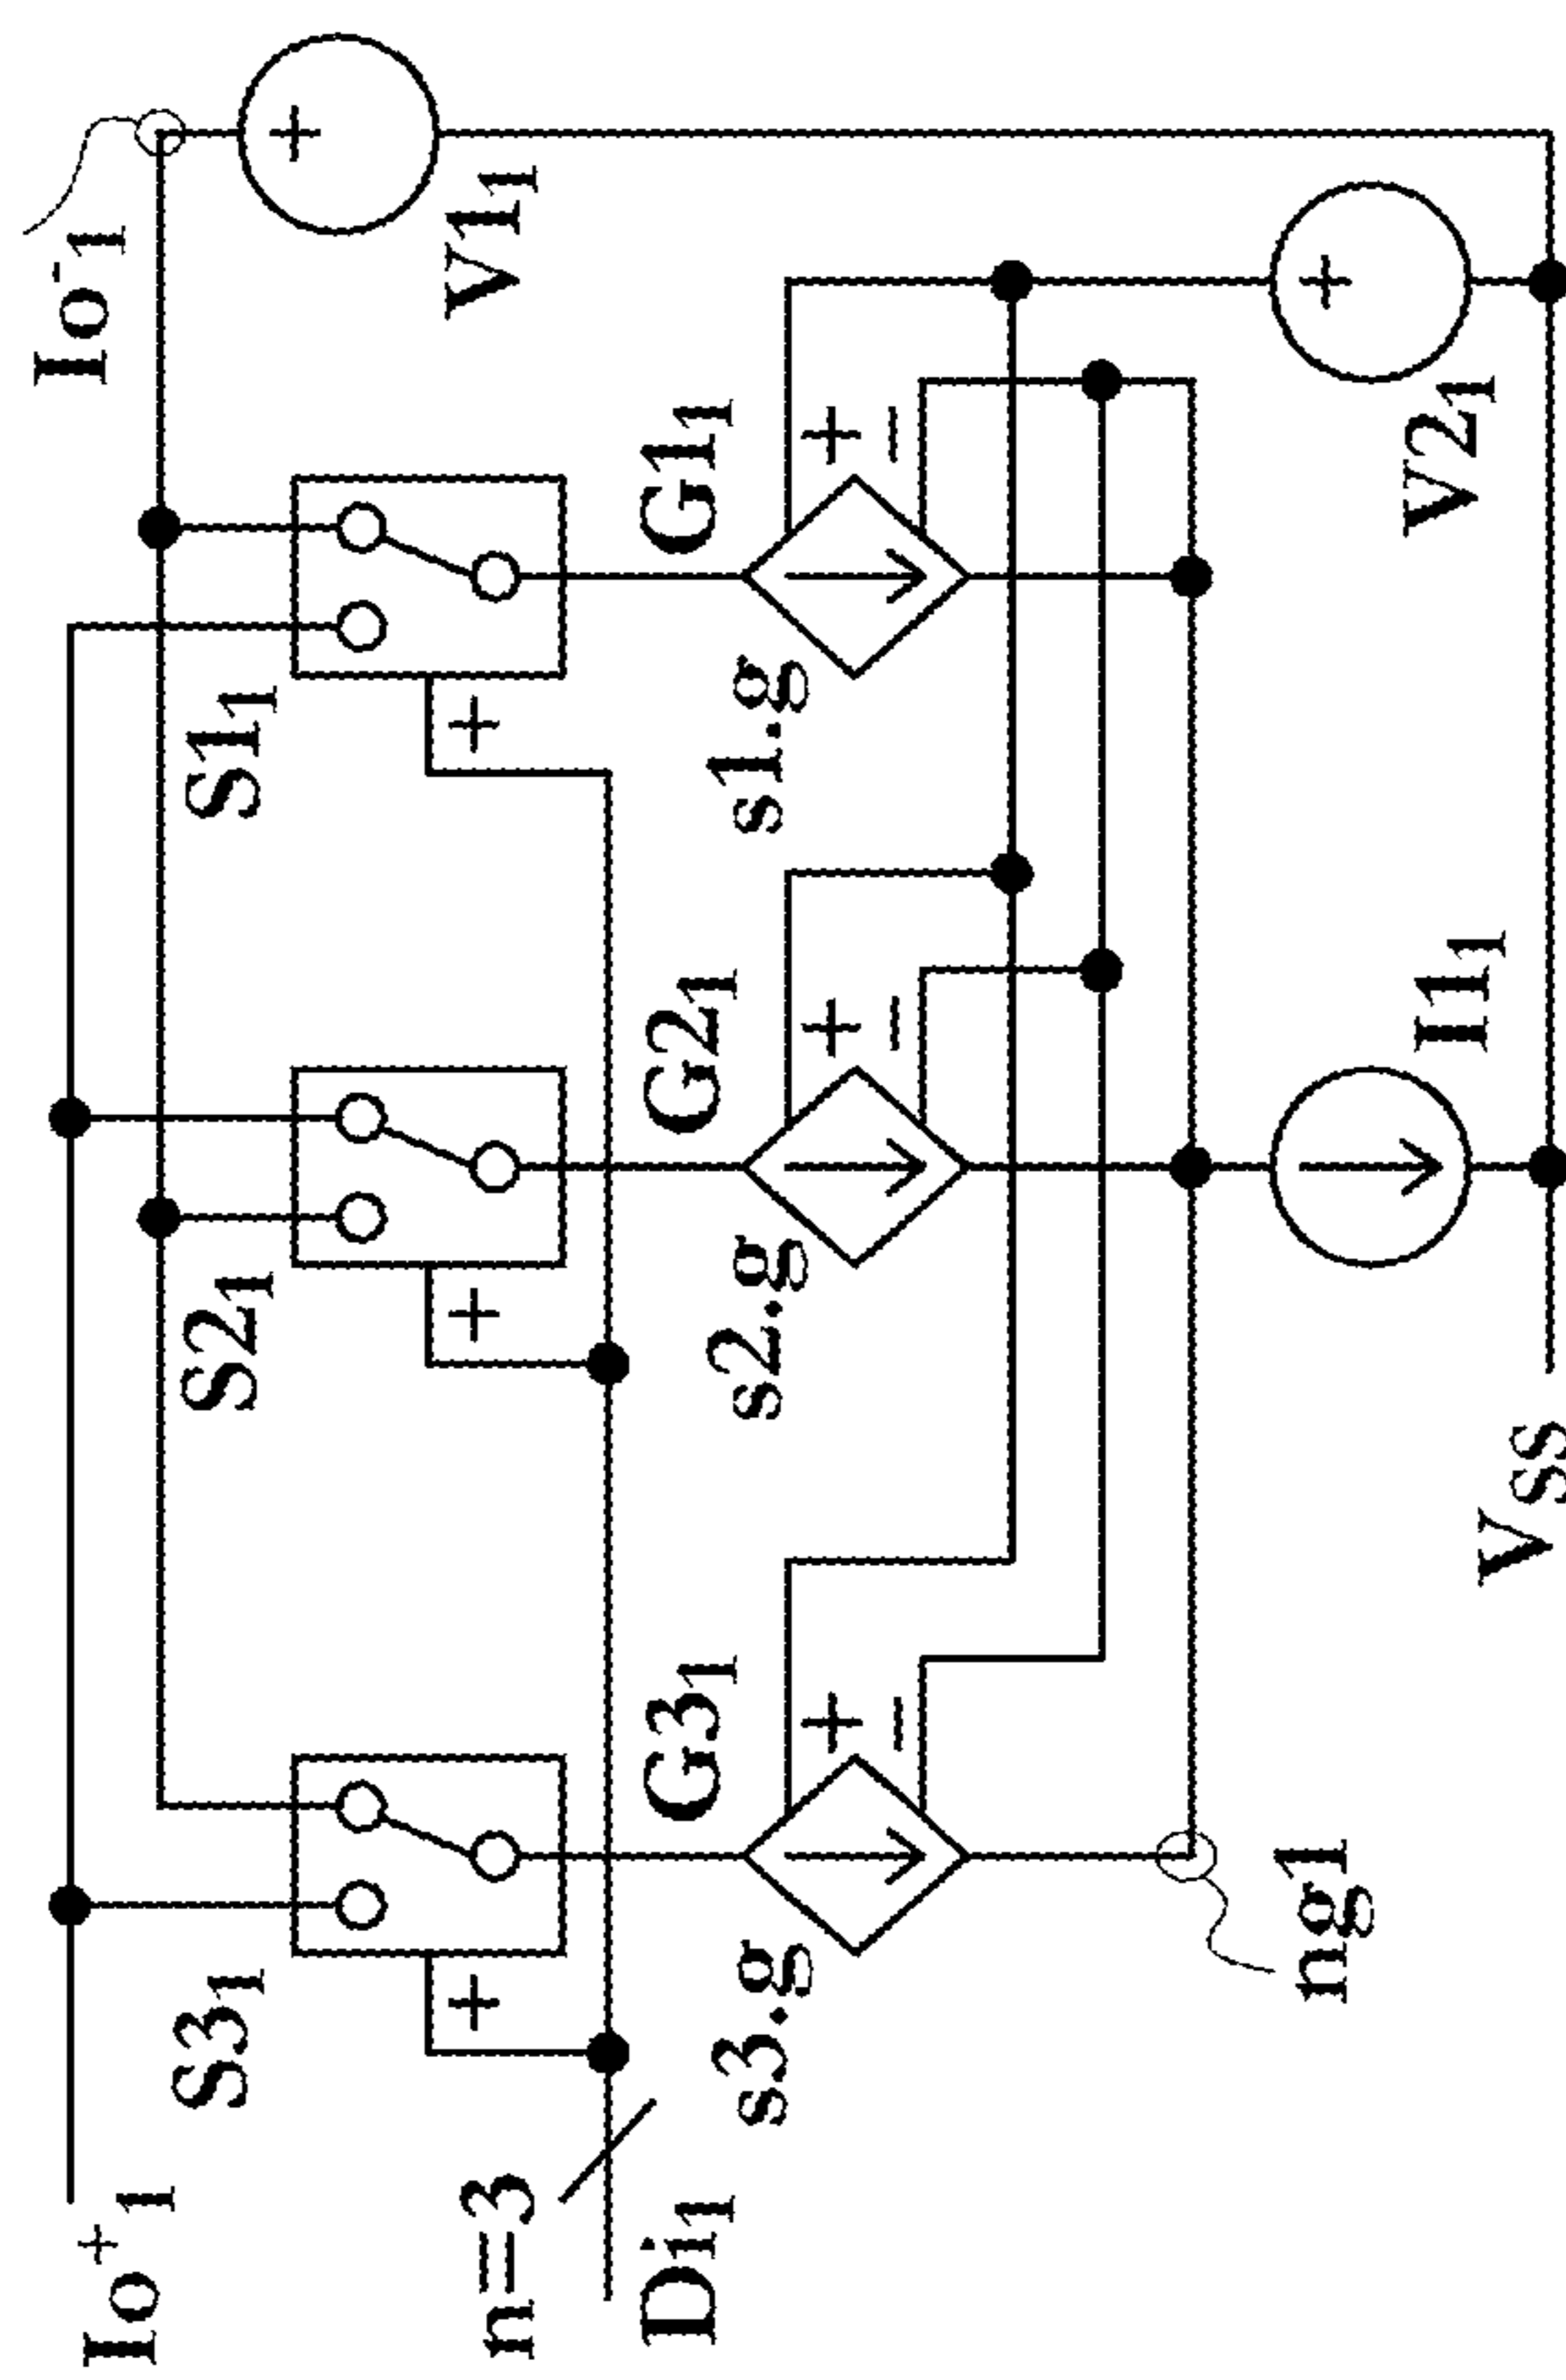 Io⁺₁
Io⁻₁
S3₁
S2₁
S1₁
V1₁
+
+
+
+
n=3
Di₁
G3₁
G2₁
G1₁
s3.g
s2.g
s1.g
+
−
+
−
+
−
ng1
I1₁
V2₁
+
VSS